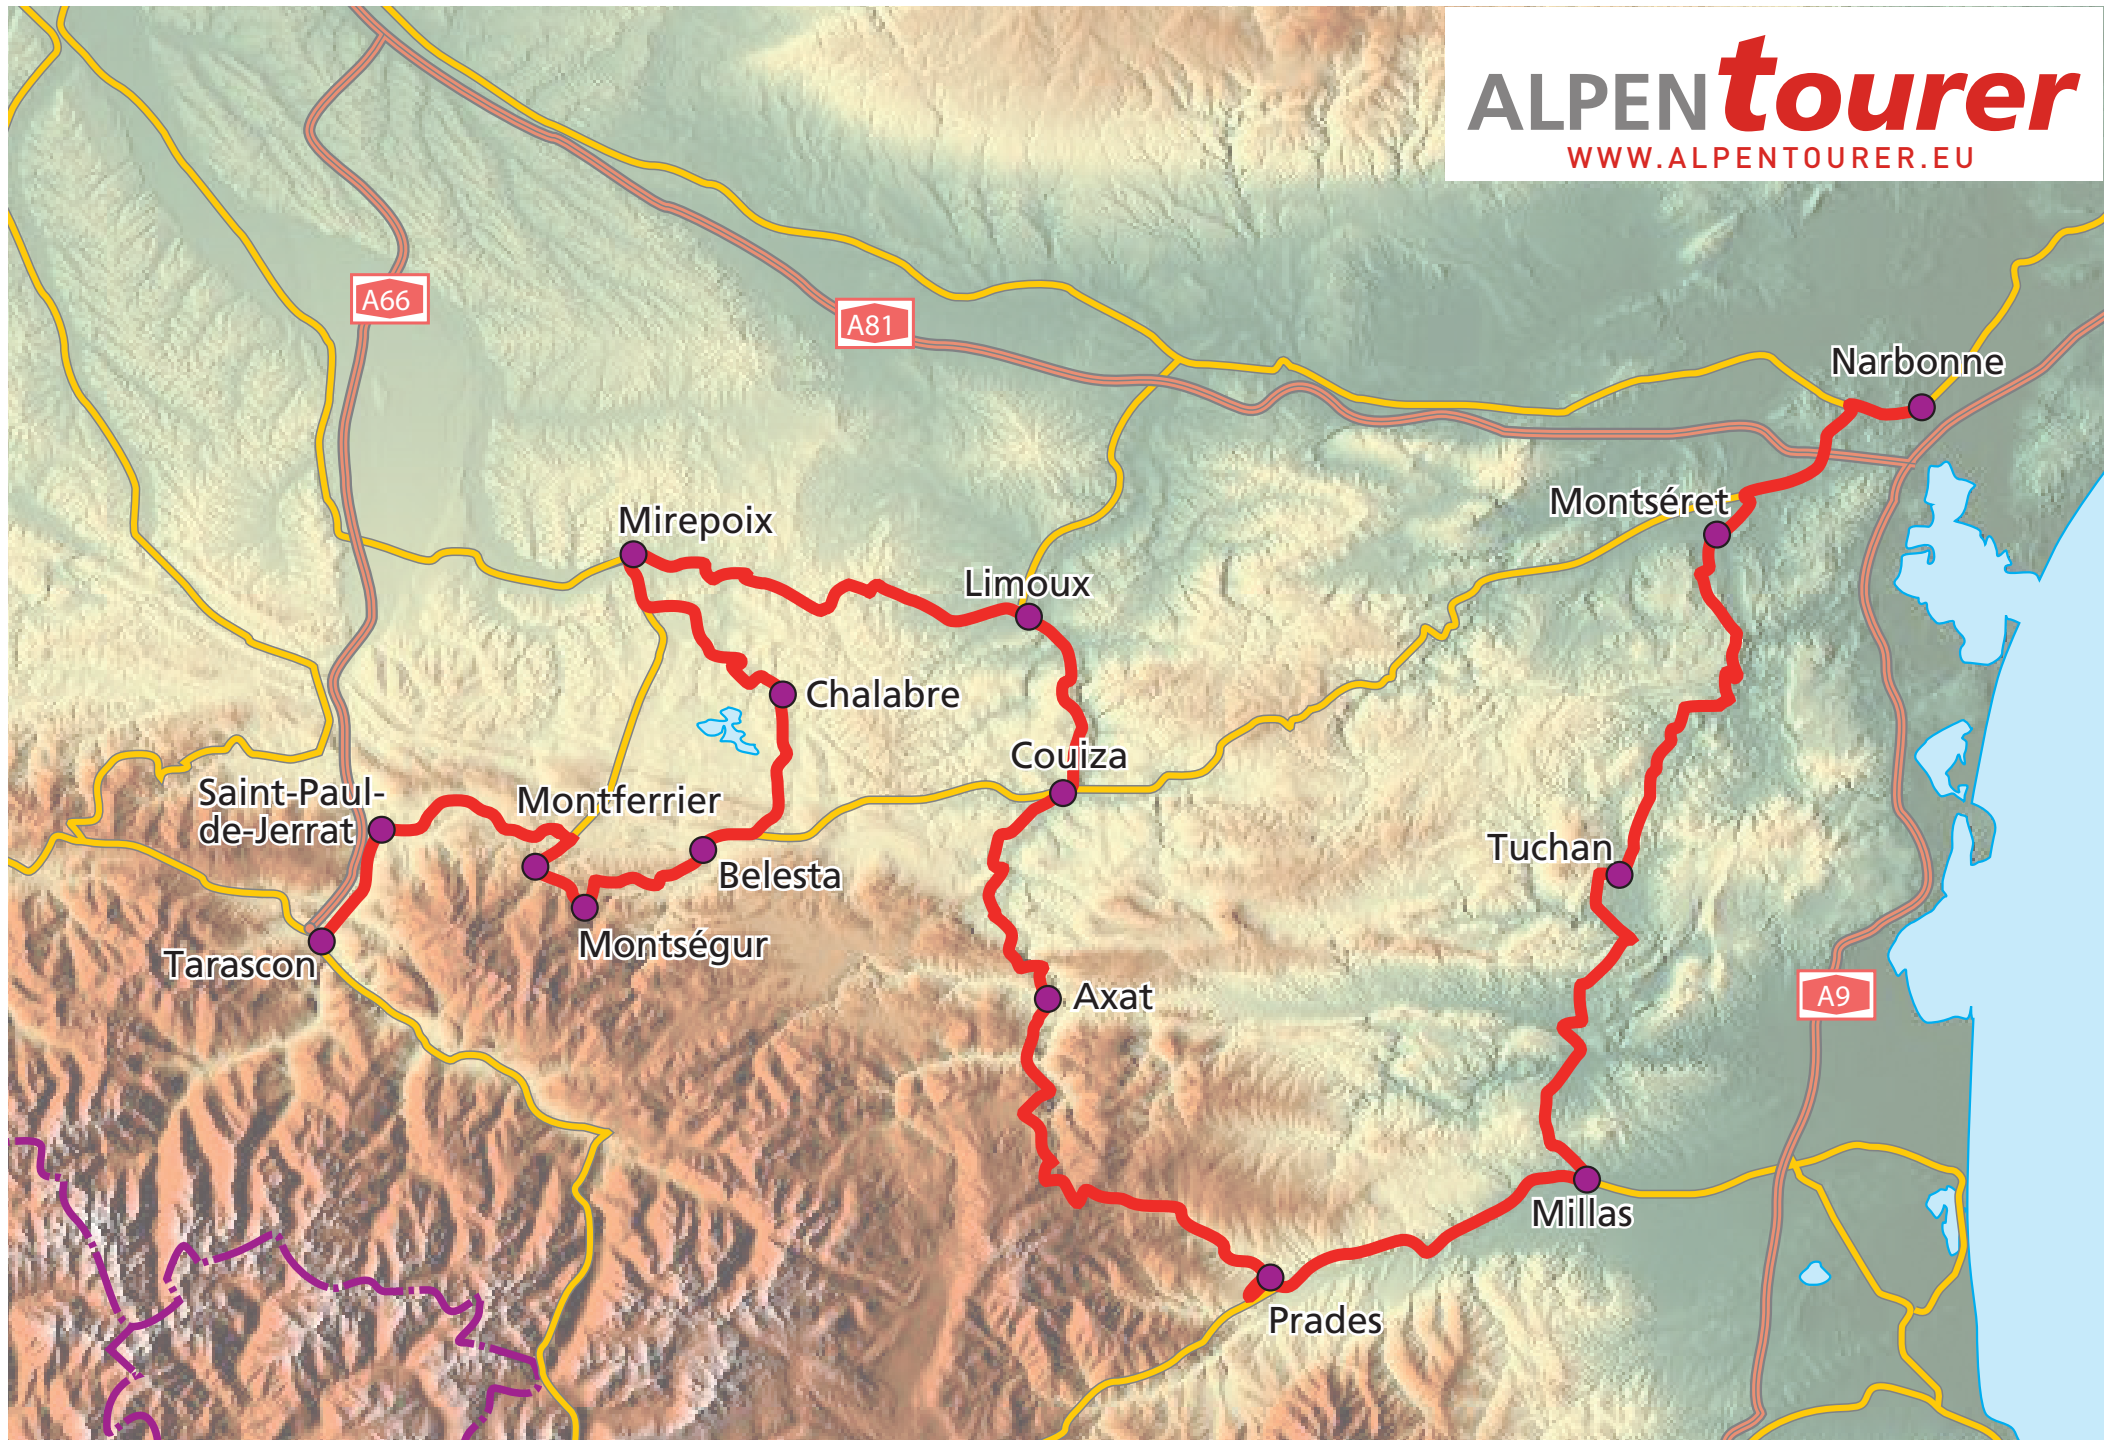 ALPENtourer
WWW.ALPENTOURER.EU
A66
A81
Narbonne
Montséret
Mirepoix
Limoux
Chalabre
Couiza
Saint-Paul-
de-Jerrat
Montferrier
Tuchan
Belesta
Montségur
Tarascon
Axat
A9
Millas
Prades